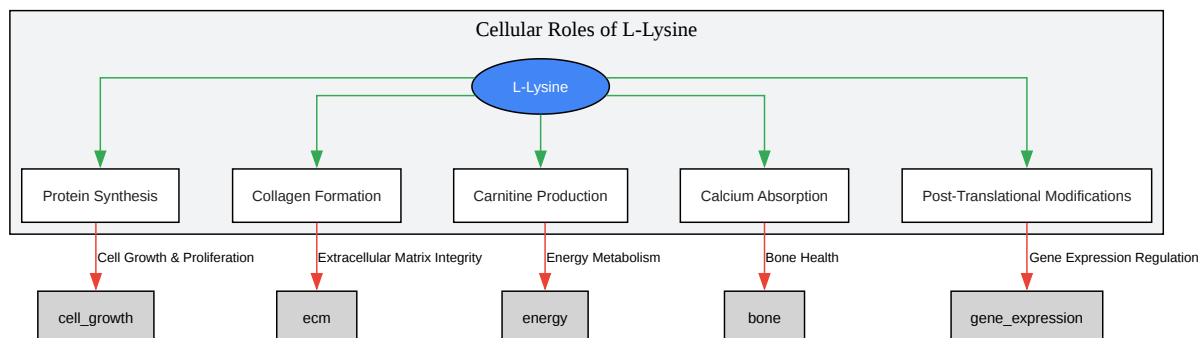 Cellular Roles of L-Lysine
L-Lysine
Protein Synthesis
Collagen Formation
Carnitine Production
Calcium Absorption
Post-Translational Modifications
Cell Growth & Proliferation
Extracellular Matrix Integrity
Energy Metabolism
Bone Health
Gene Expression Regulation
cell_growth
ecm
energy
bone
gene_expression